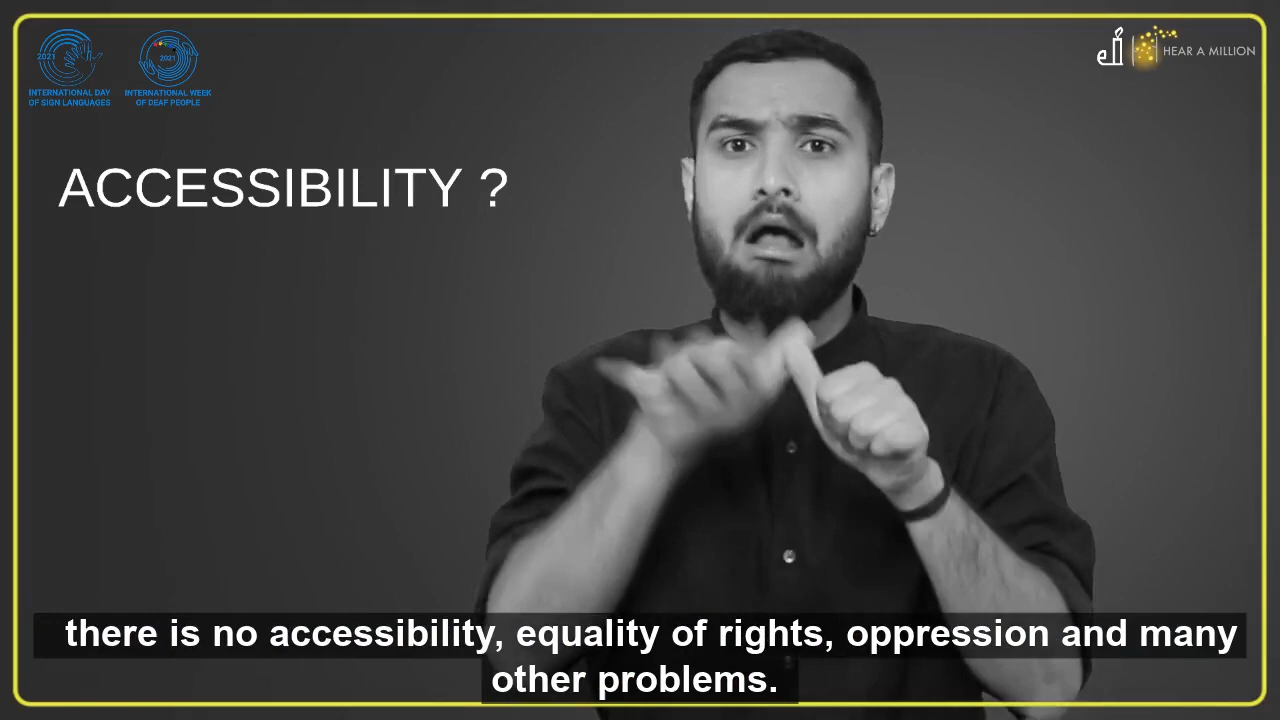 2021
INTERNATIONAL DAY
OF SIGN LANGUAGES
2021
INTERNATIONAL WEEK
OF DEAF PEOPLE
HEAR A MILLION
ACCESSIBILITY ?
there is no accessibility, equality of rights, oppression and many
other problems.